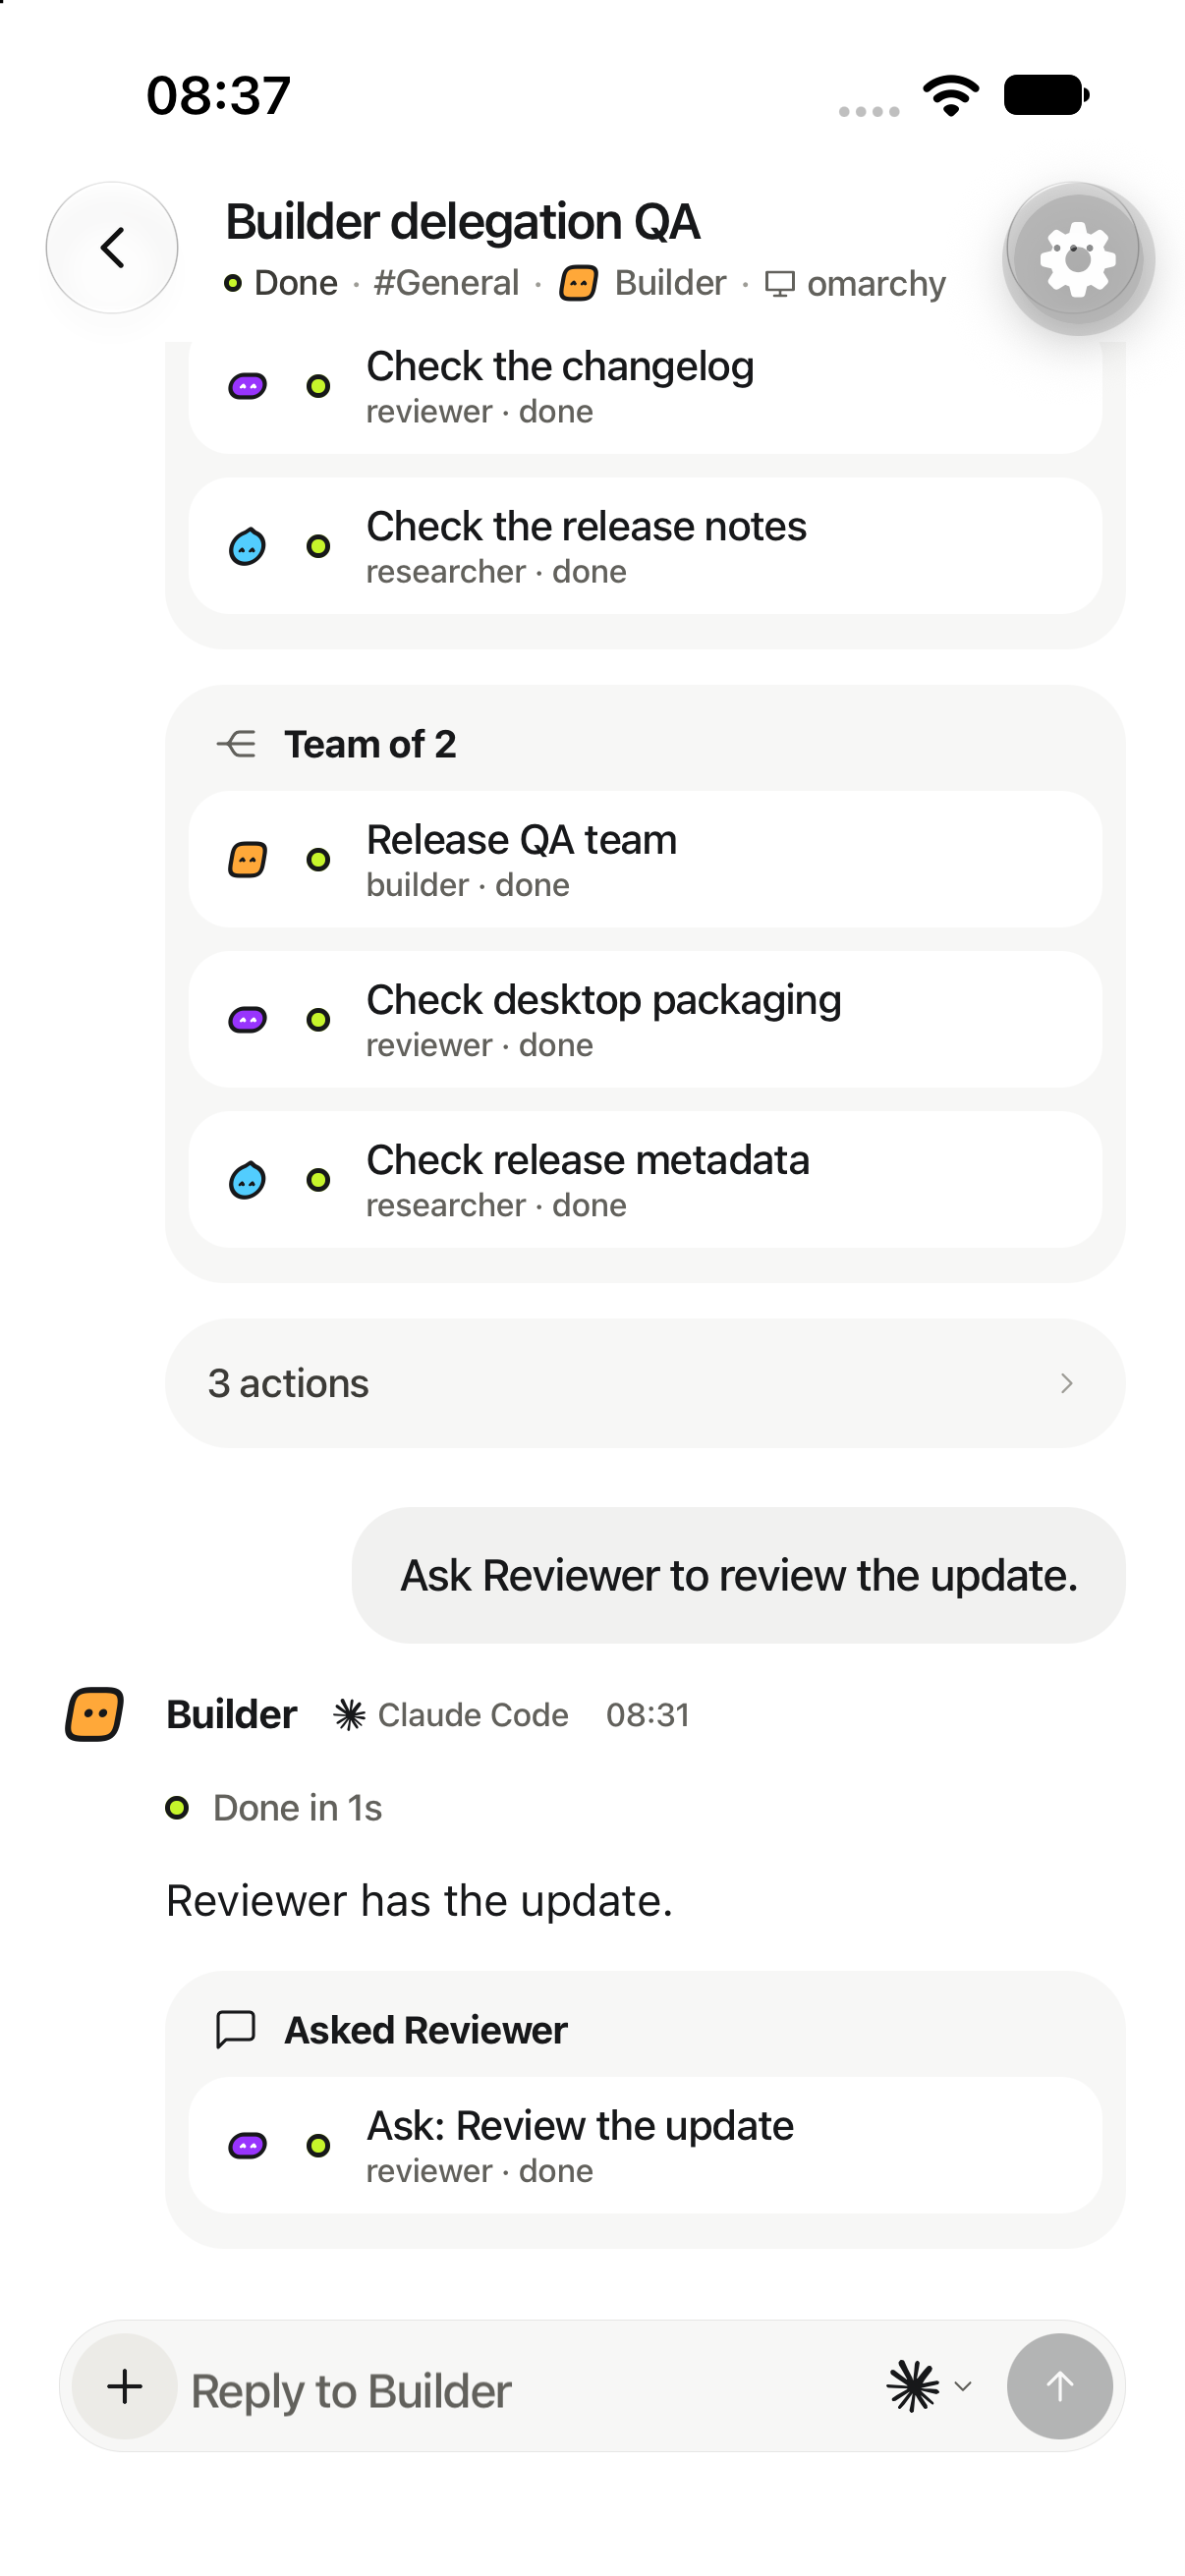 08:37
Builder delegation QA
Done · #General · Builder · omarchy
Check the changelog
reviewer · done
Check the release notes
researcher · done
Team of 2
Release QA team
builder · done
Check desktop packaging
reviewer · done
Check release metadata
researcher · done
3 actions
Ask Reviewer to review the update.
Builder Claude Code 08:31
Done in 1s
Reviewer has the update.
Asked Reviewer
Ask: Review the update
reviewer · done
Reply to Builder